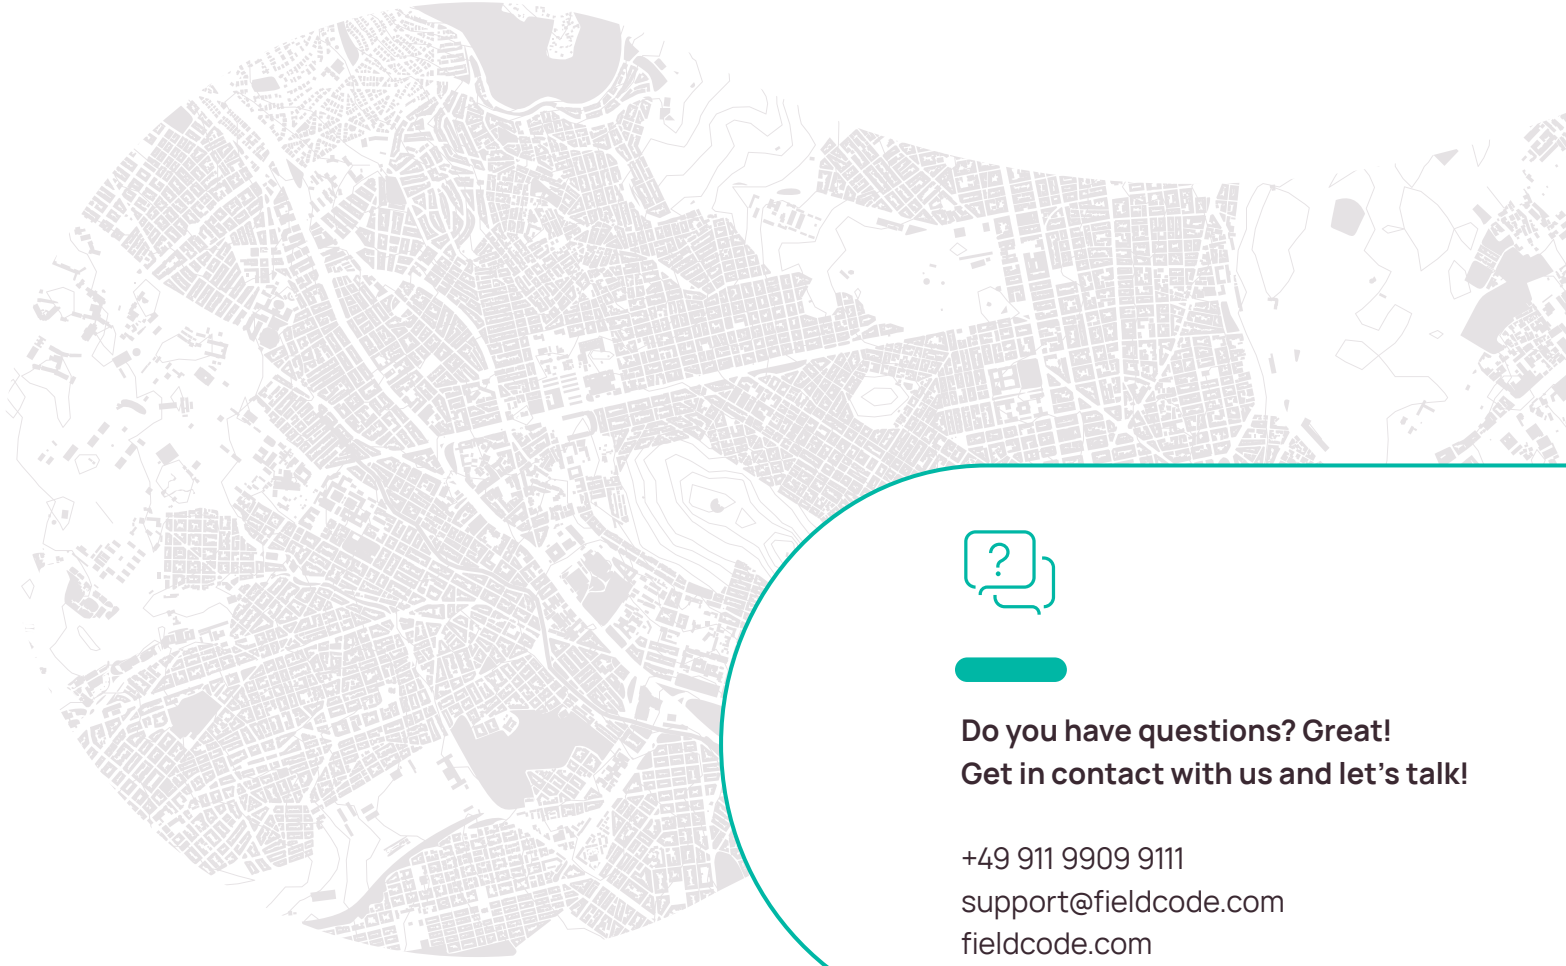 Do you have questions? Great!
Get in contact with us and let's talk!
+49 911 9909 9111
support@fieldcode.com
fieldcode.com